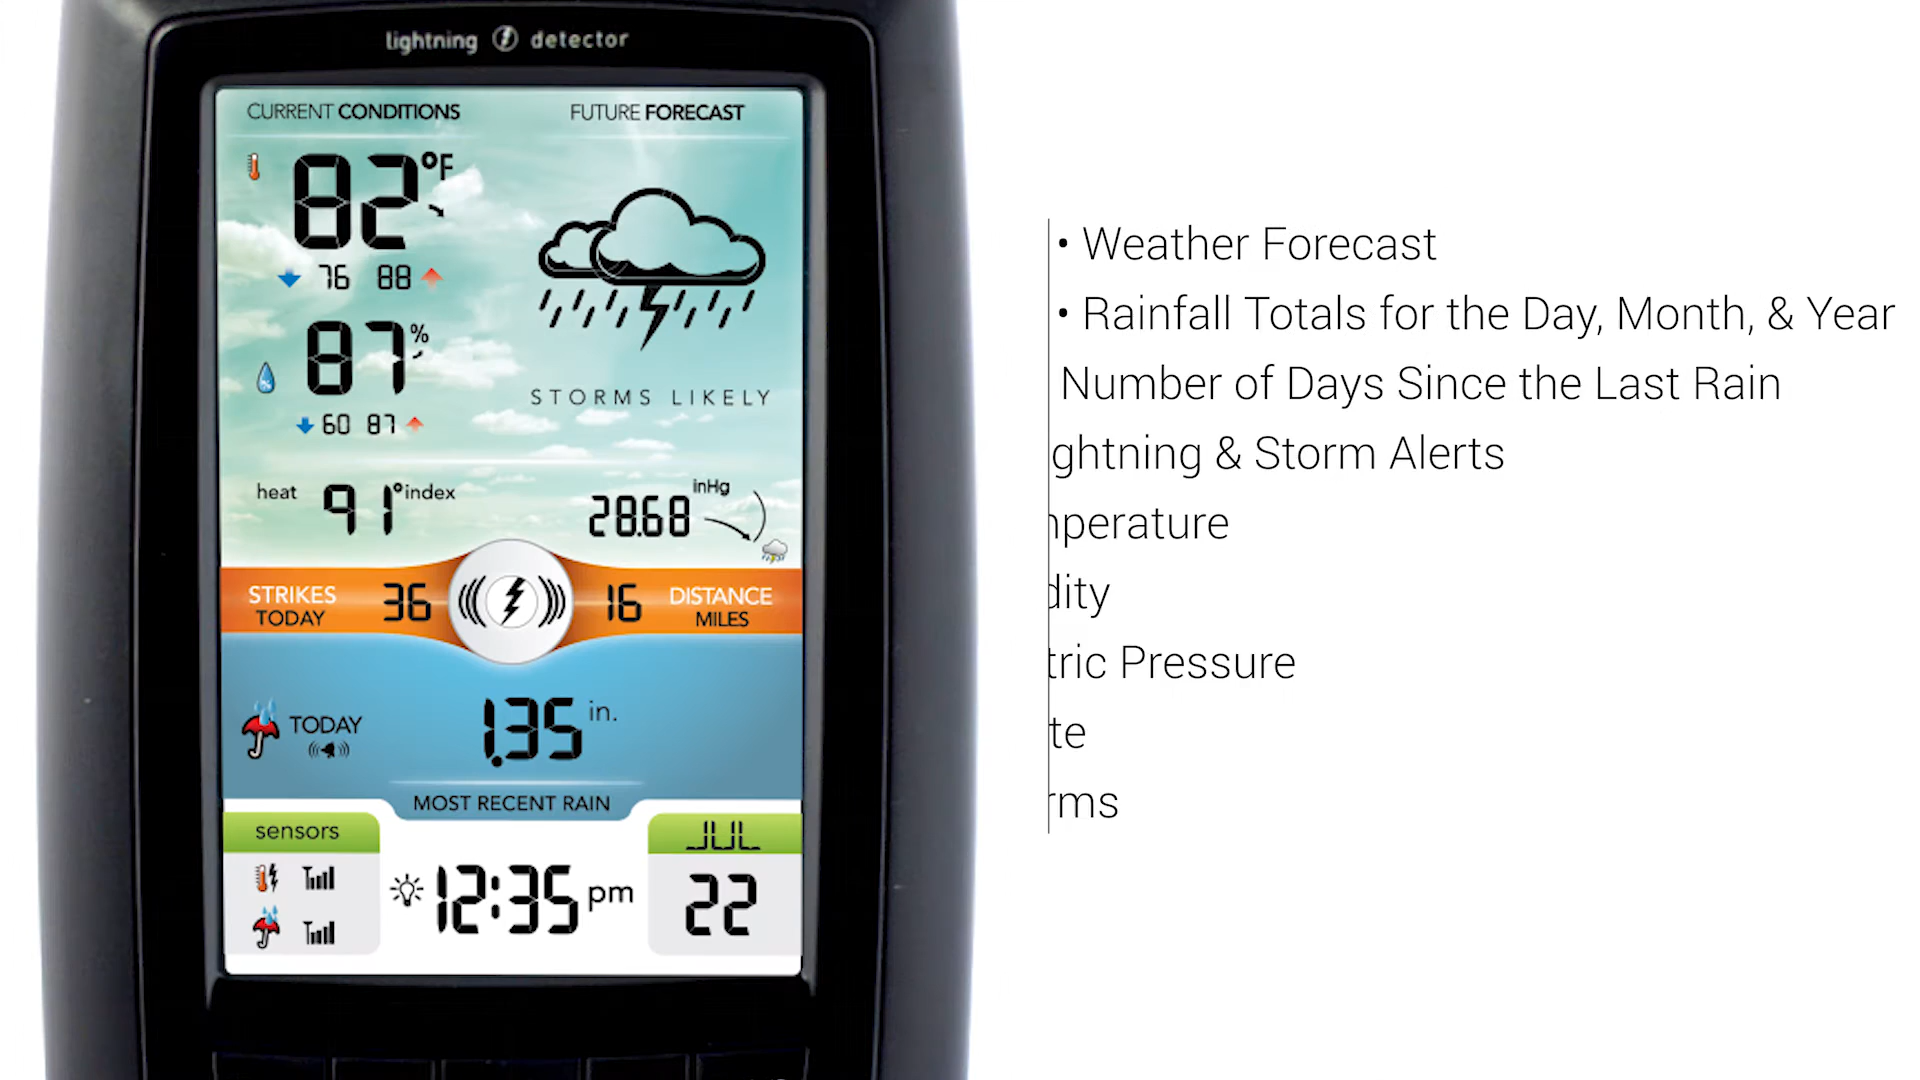 lightning detector
CURRENT CONDITIONS
FUTURE FORECAST
82°F
76 88
87%
60 87
STORMS LIKELY
heat 91° index
28.68 inHg
STRIKES TODAY 36
16 DISTANCE MILES
TODAY 1.35 in.
MOST RECENT RAIN
sensors
12:35 pm
JUL
22
• Weather Forecast
• Rainfall Totals for the Day, Month, & Year
Number of Days Since the Last Rain
ghtning & Storm Alerts
perature
dity
tric Pressure
te
rms